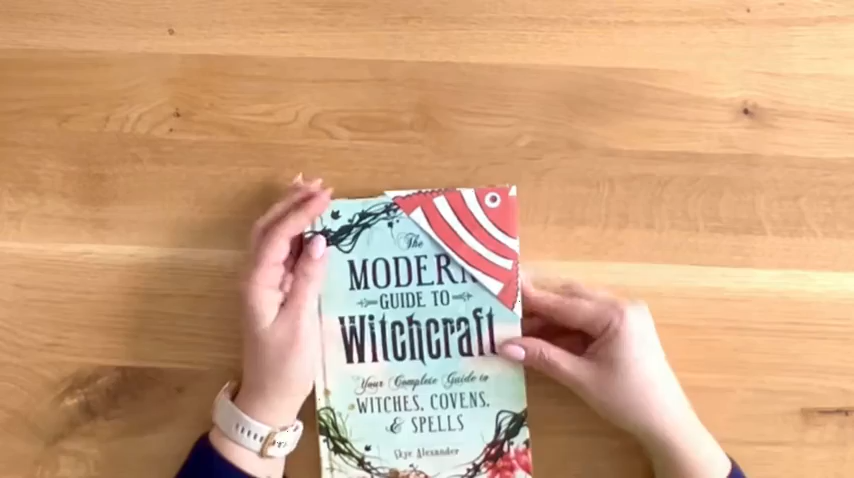 The
MODERN
GUIDE TO
Witchcraft
Your Complete Guide to
WITCHES, COVENS,
& SPELLS
Skye Alexander